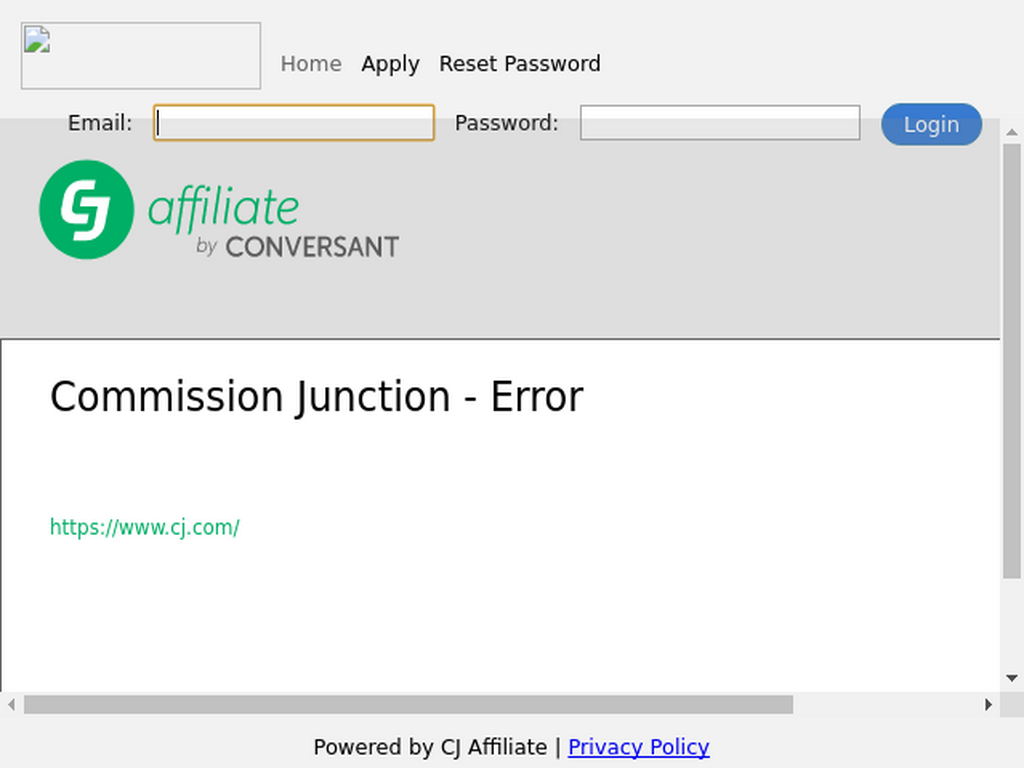 Home Apply Reset Password
Email: Password: Login
CJ affiliate
by CONVERSANT
Commission Junction - Error
https://www.cj.com/
Powered by CJ Affiliate | Privacy Policy